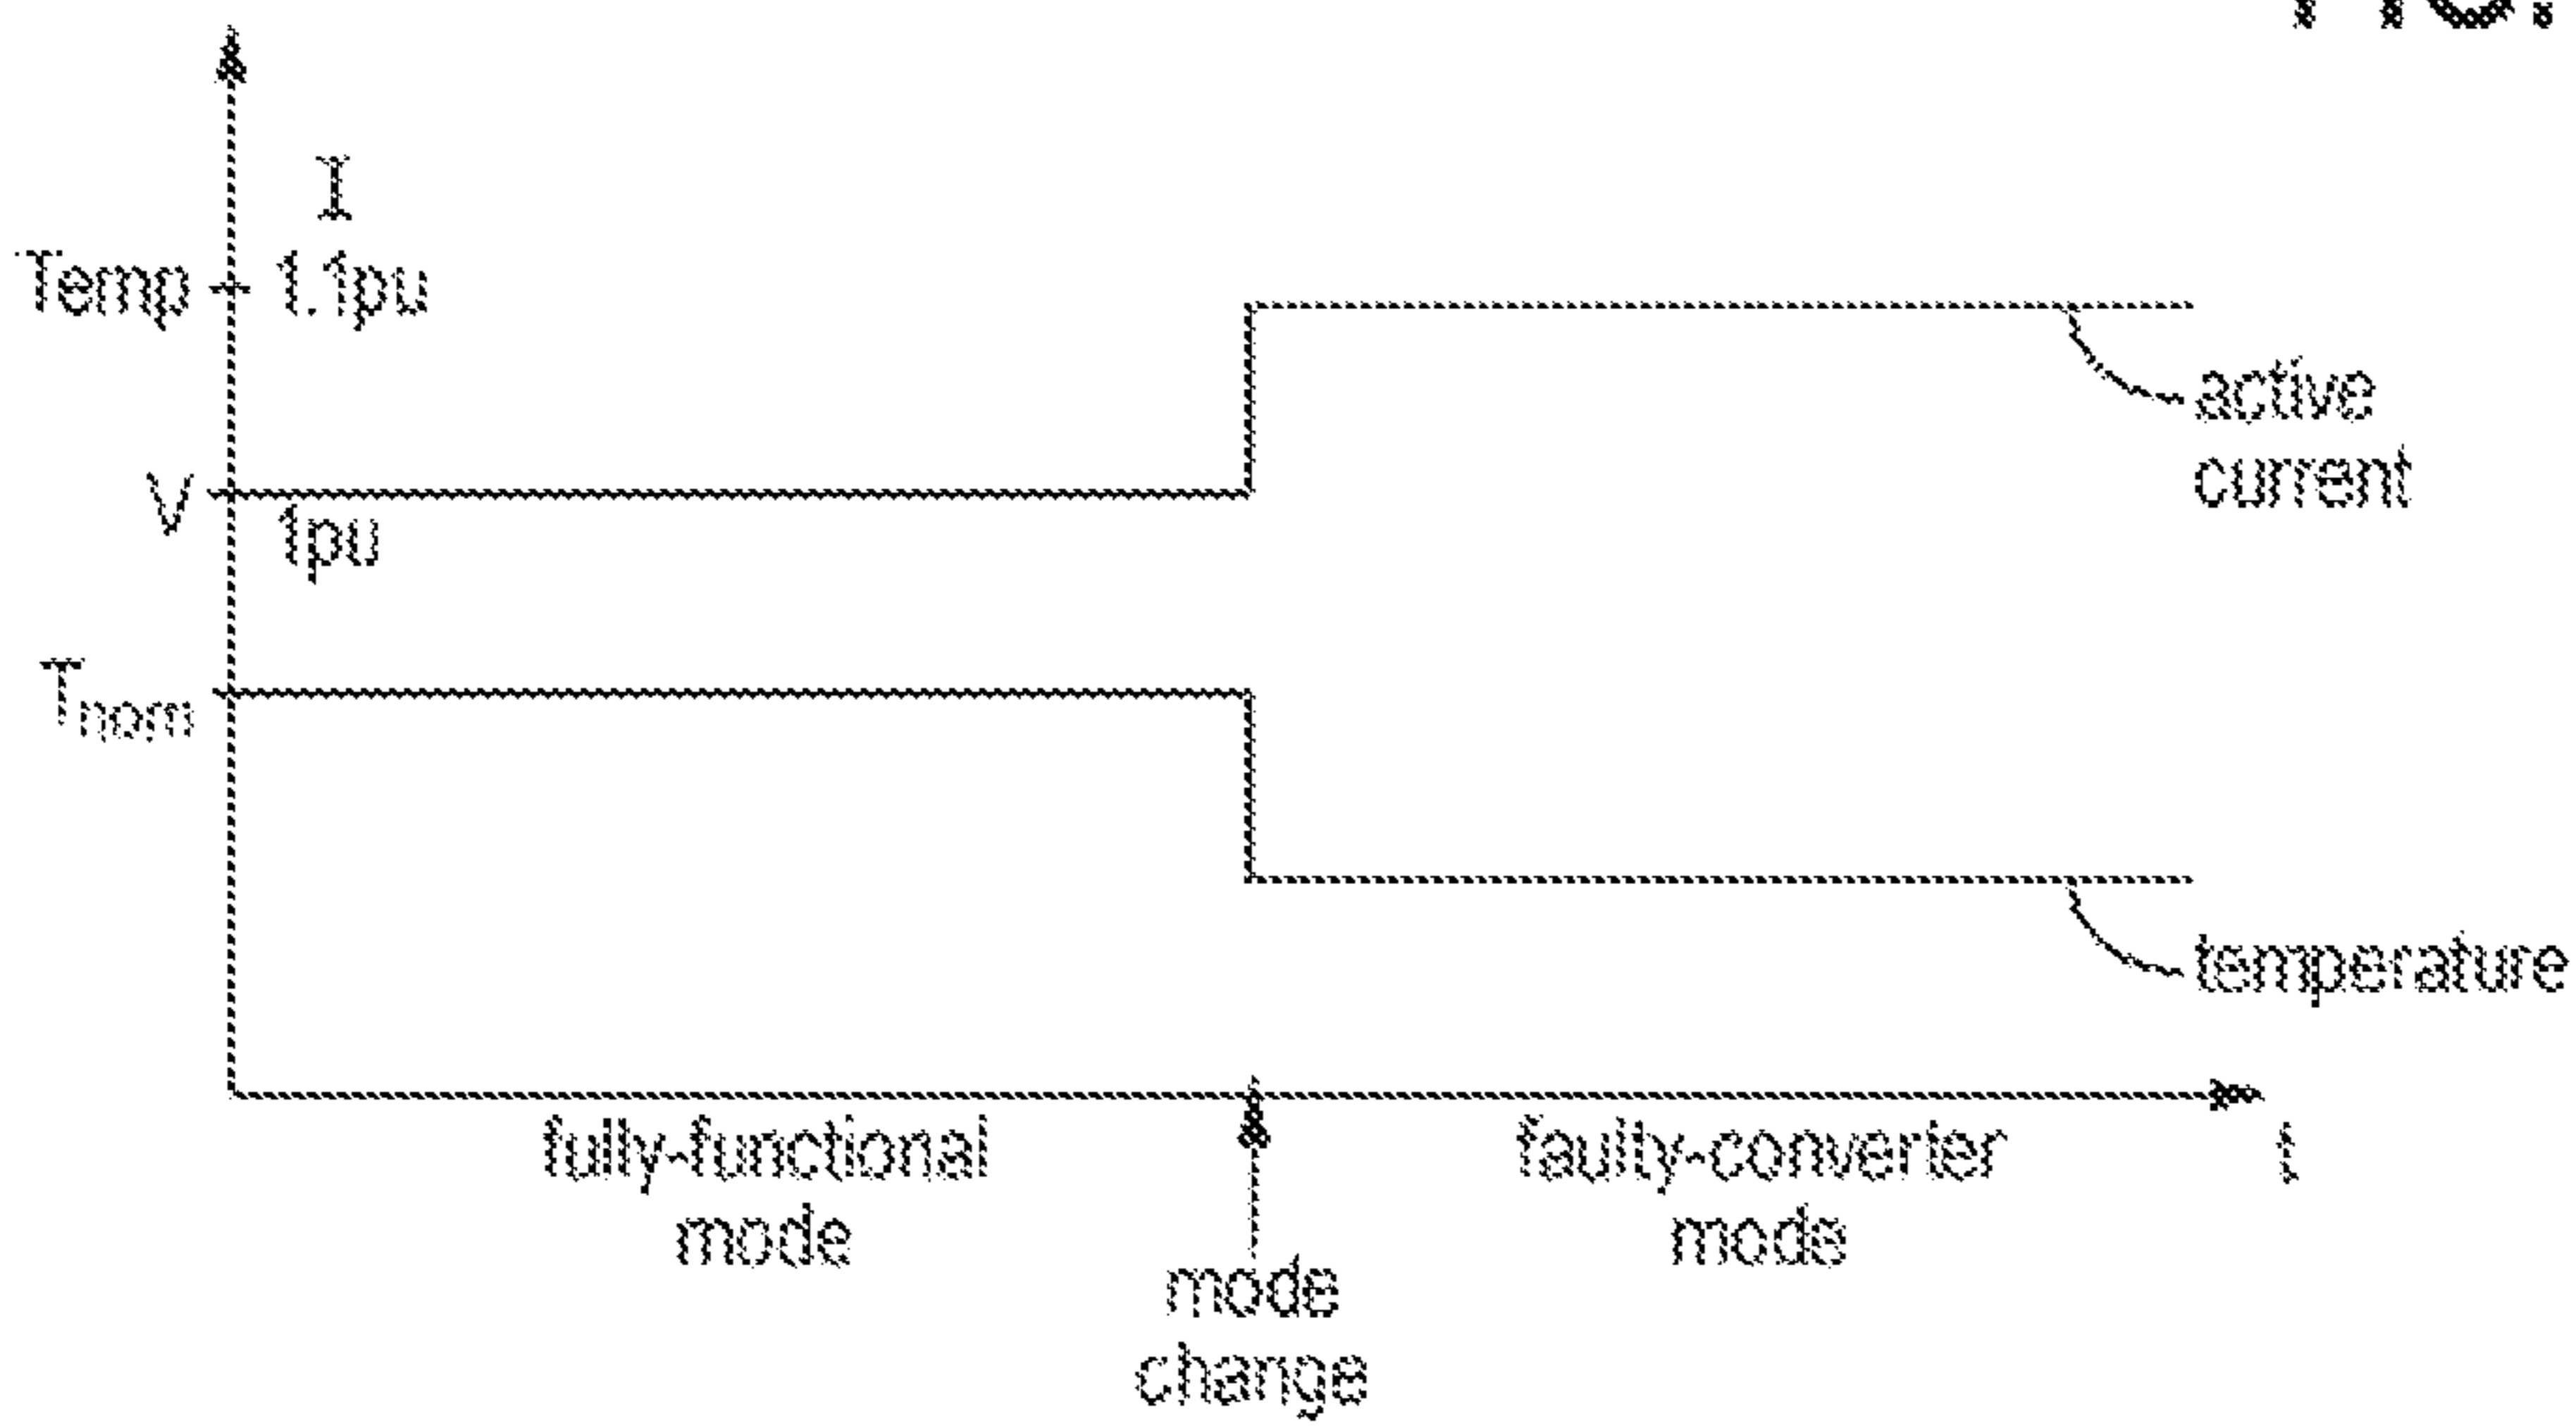 I
Temp
1.1pu
active
current
V
1pu
Tnom
temperature
fully-functional
mode
faulty-converter
mode
t
mode
change